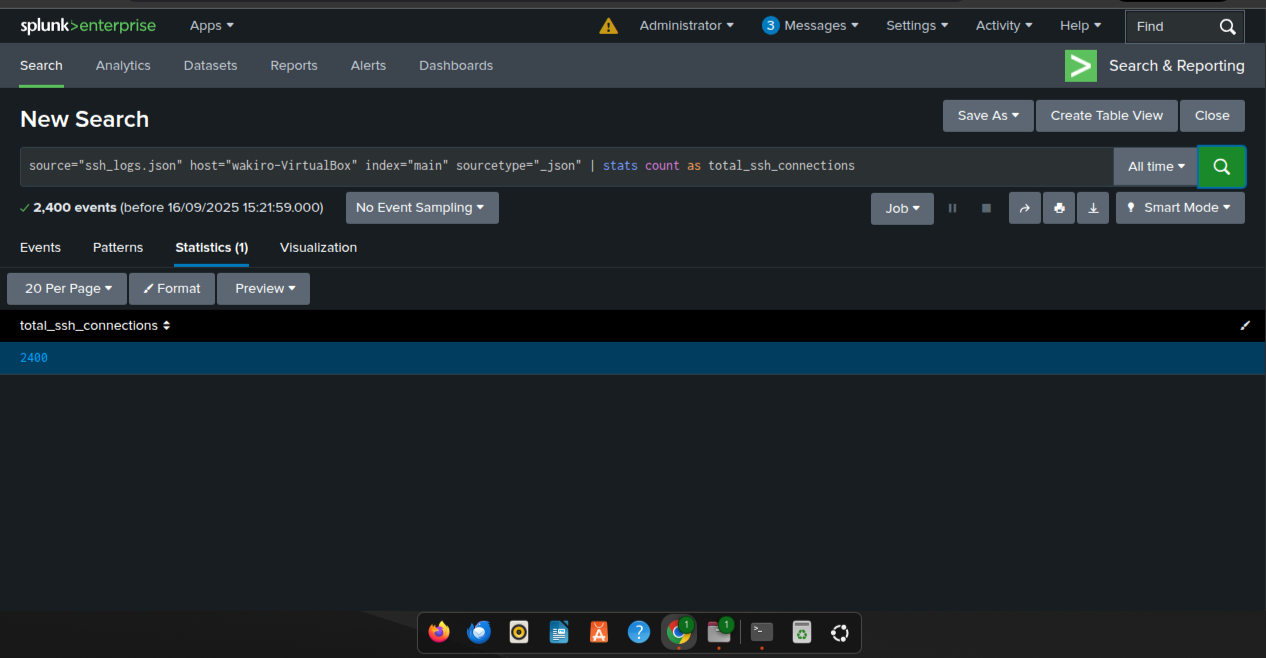 splunk>enterprise Apps Administrator 3 Messages Settings Activity Help Find
Search Analytics Datasets Reports Alerts Dashboards > Search & Reporting
New Search Save As Create Table View Close
source="ssh_logs.json" host="wakiro-VirtualBox" index="main" sourcetype="_json" | stats count as total_ssh_connections All time
2,400 events (before 16/09/2025 15:21:59.000) No Event Sampling Job Smart Mode
Events Patterns Statistics (1) Visualization
20 Per Page Format Preview
total_ssh_connections
2400
1 1